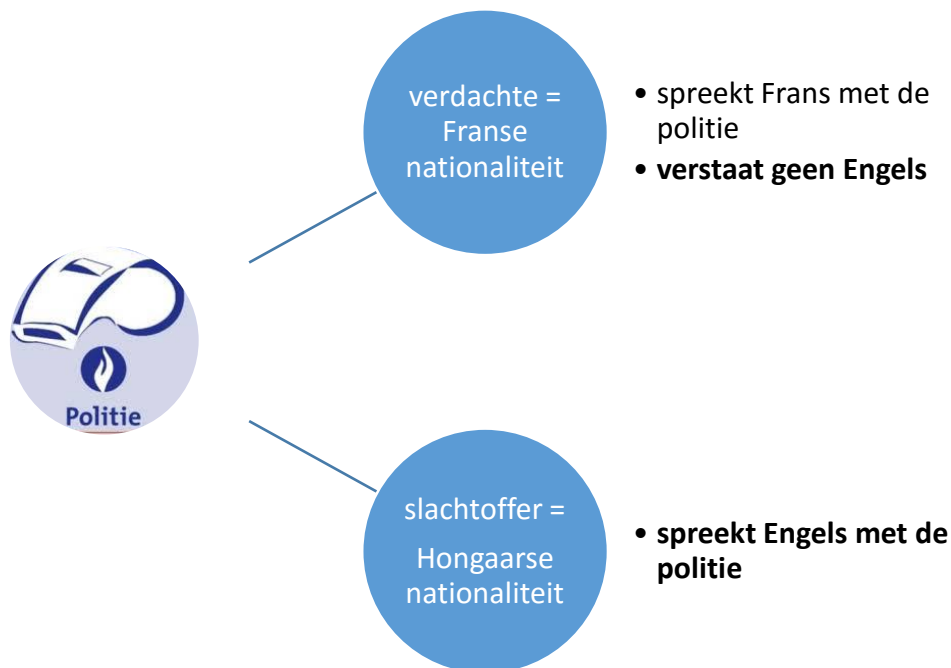 verdachte =
Franse
nationaliteit
• spreekt Frans met de
politie
• verstaat geen Engels
Politie
slachtoffer =
Hongaarse
nationaliteit
• spreekt Engels met de
politie